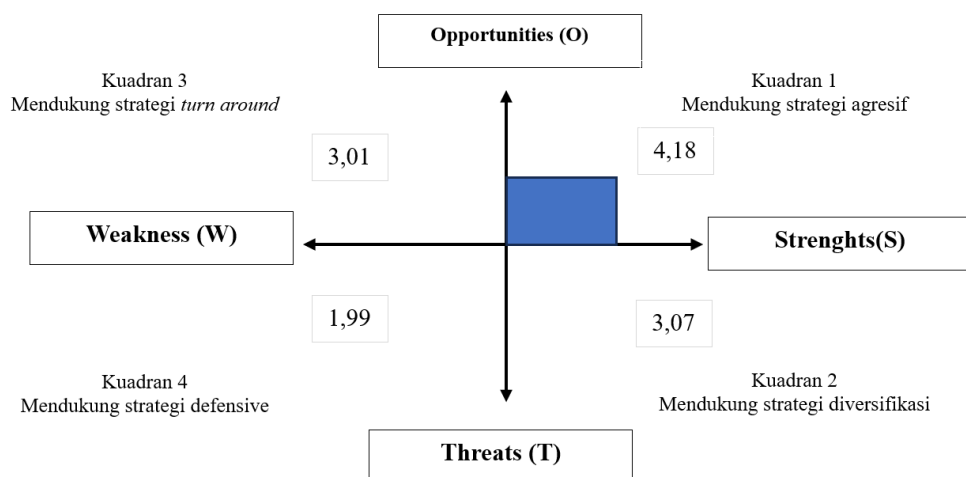 Opportunities (O)
Kuadran 3
Mendukung strategi turn around
Kuadran 1
Mendukung strategi agresif
3,01
4,18
Weakness (W)
Strenghts(S)
1,99
3,07
Kuadran 4
Mendukung strategi defensive
Kuadran 2
Mendukung strategi diversifikasi
Threats (T)